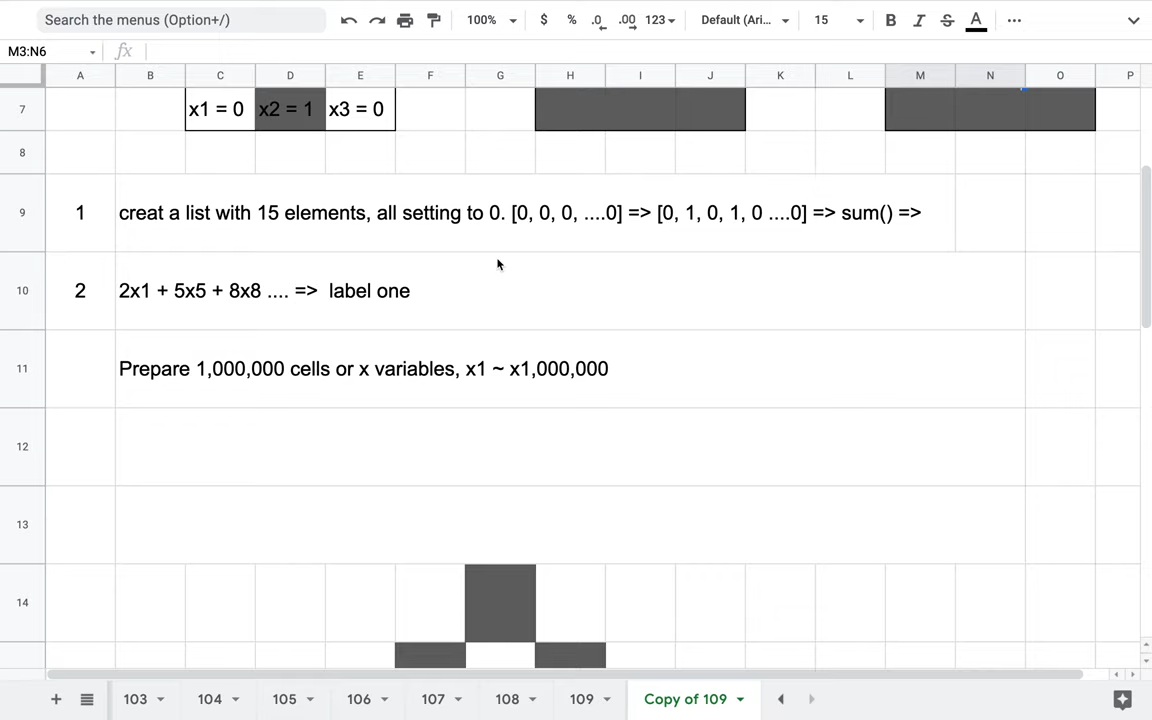 Search the menus (Option+/)
100%
$ % .0 .00 123
Default (Ari...
15
B I S A
M3:N6
fx
A B C D E F G H I J K L M N O P
7 x1 = 0 x2 = 1 x3 = 0
8
9 1 creat a list with 15 elements, all setting to 0. [0, 0, 0, ....0] => [0, 1, 0, 1, 0 ....0] => sum() =>
10 2 2x1 + 5x5 + 8x8 .... => label one
11 Prepare 1,000,000 cells or x variables, x1 ~ x1,000,000
12
13
14
+ 103 104 105 106 107 108 109 Copy of 109